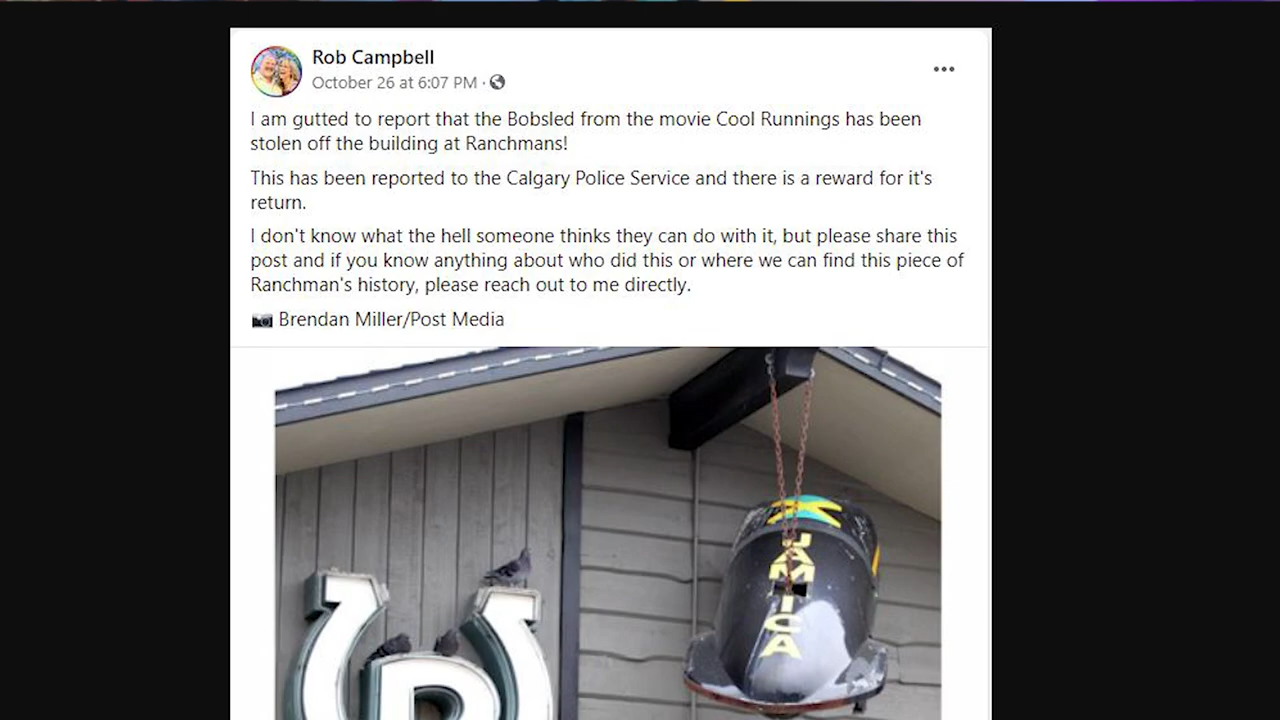 Rob Campbell
October 26 at 6:07 PM ·
I am gutted to report that the Bobsled from the movie Cool Runnings has been
stolen off the building at Ranchmans!
This has been reported to the Calgary Police Service and there is a reward for it's
return.
I don't know what the hell someone thinks they can do with it, but please share this
post and if you know anything about who did this or where we can find this piece of
Ranchman's history, please reach out to me directly.
📷 Brendan Miller/Post Media
JAMICA
R